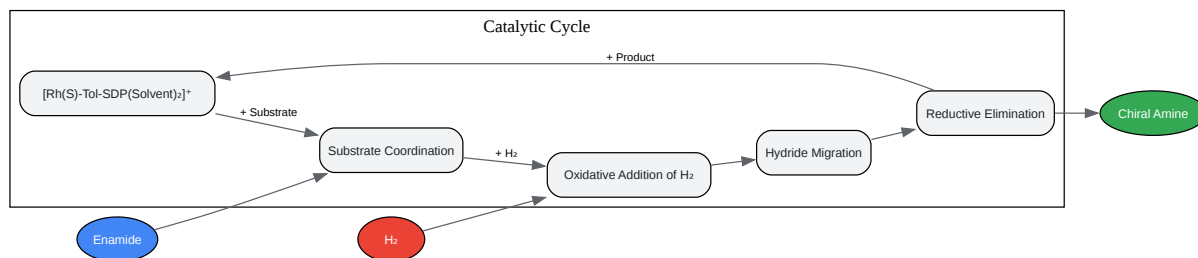 Catalytic Cycle
+ Product
[Rh(S)-Tol-SDP(Solvent)₂]⁺
+ Substrate
Substrate Coordination
+ H₂
Oxidative Addition of H₂
Hydride Migration
Reductive Elimination
Chiral Amine
Enamide
H₂